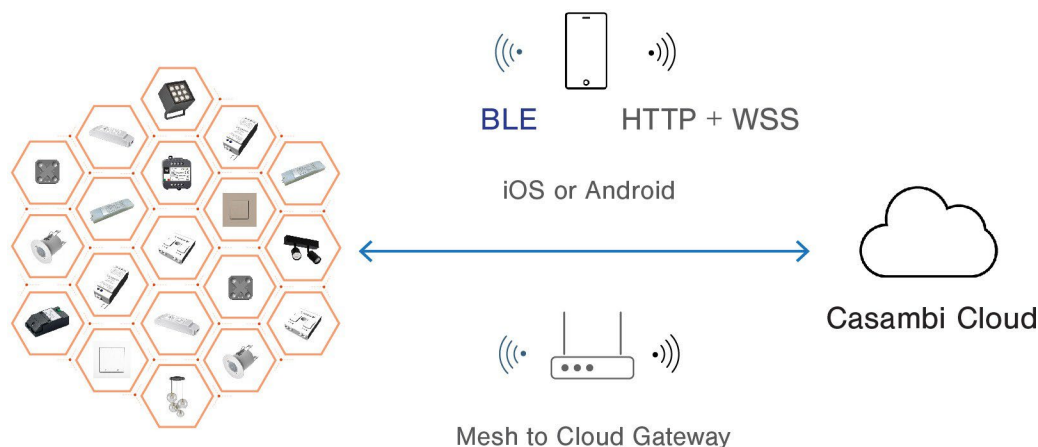 BLE
HTTP + WSS
iOS or Android
Casambi Cloud
Mesh to Cloud Gateway